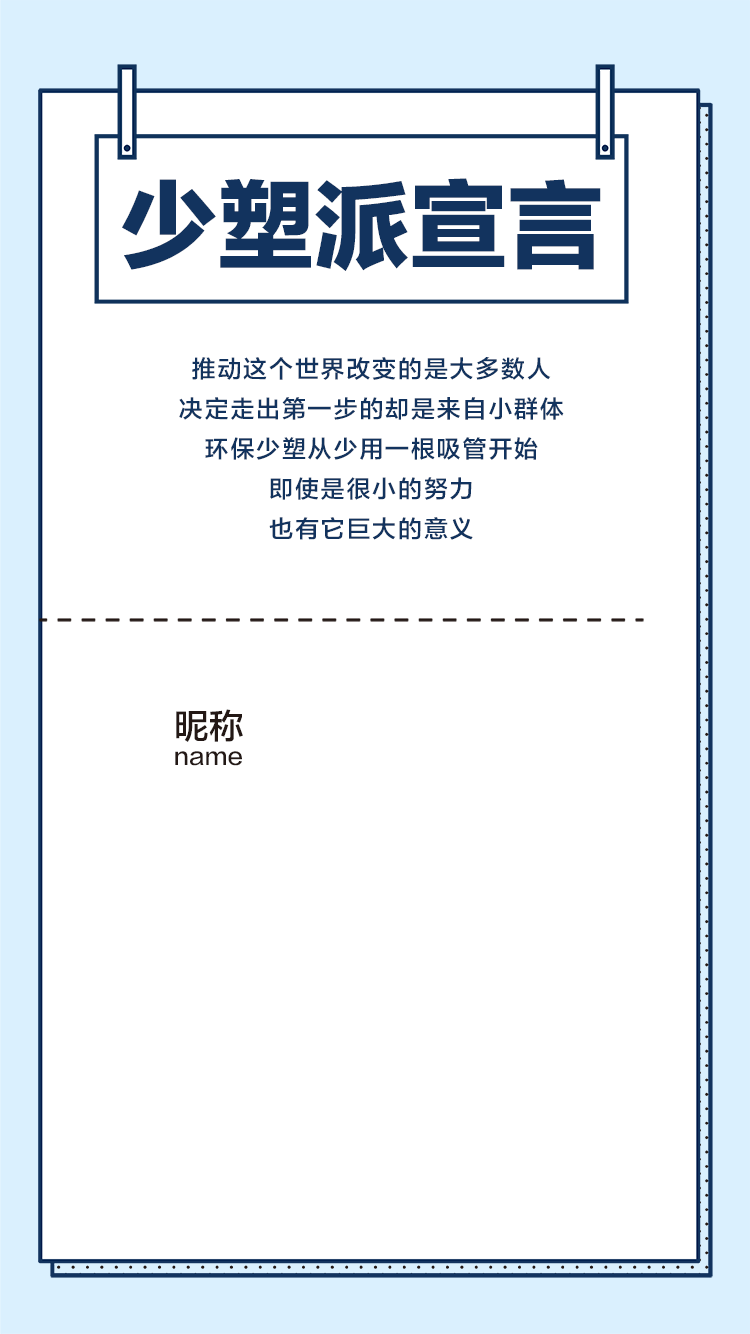 少塑派宣言
推动这个世界改变的是大多数人
决定走出第一步的却是来自小群体
环保少塑从少用一根吸管开始
即使是很小的努力
也有它巨大的意义
昵称
name